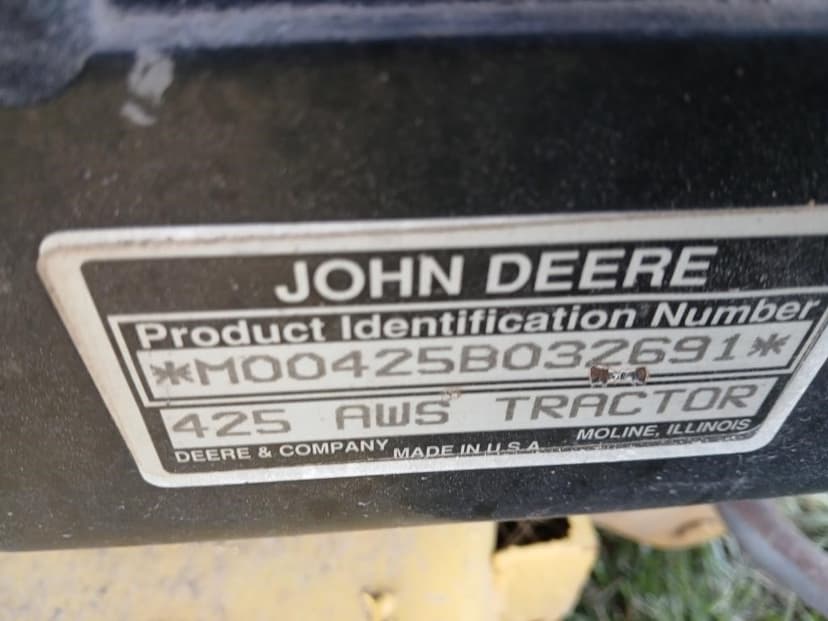 JOHN DEERE
Product Identification Number
*M00425B032691*
425 AWS TRACTOR
DEERE & COMPANY MADE IN U.S.A. MOLINE, ILLINOIS